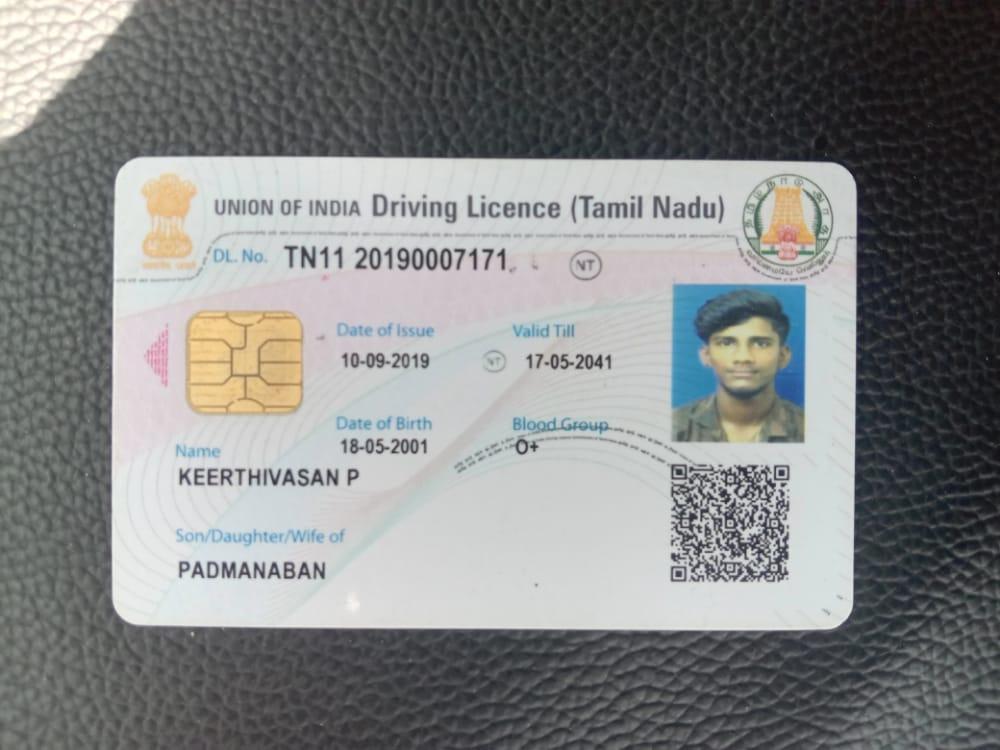 UNION OF INDIA Driving Licence (Tamil Nadu)
DL. No. TN11 20190007171
NT
Date of Issue Valid Till
10-09-2019 NT 17-05-2041
Date of Birth Blood Group
18-05-2001 O+
Name
KEERTHIVASAN P
Son/Daughter/Wife of
PADMANABAN